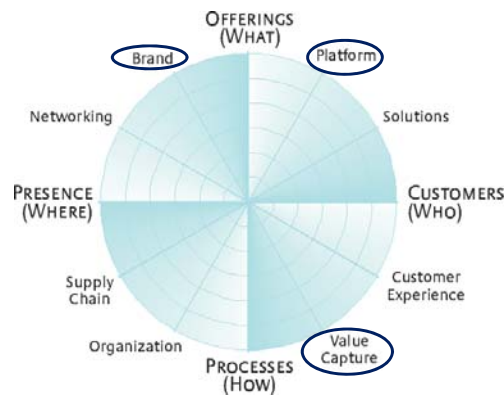 OFFERINGS
(WHAT)
Brand
Platform
Networking
Solutions
PRESENCE
(WHERE)
CUSTOMERS
(WHO)
Supply
Chain
Customer
Experience
Organization
Value
Capture
PROCESSES
(HOW)